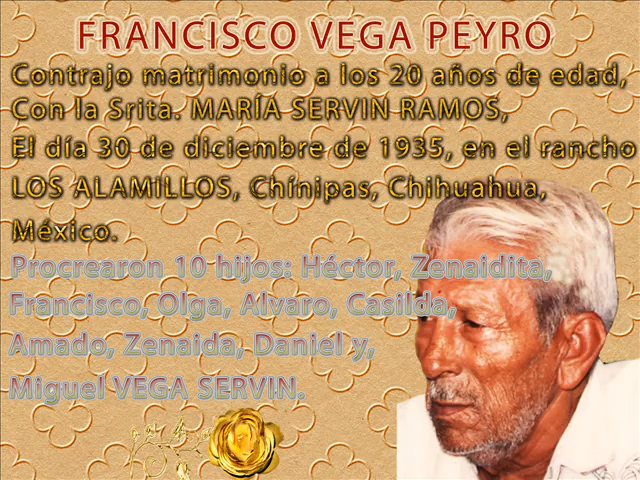 FRANCISCO VEGA PEYRO
Contrajo matrimonio a los 20 años de edad,
Con la Srita. MARÍA SERVIN RAMOS,
El día 30 de diciembre de 1935, en el rancho
LOS ALAMILLOS, Chínipas, Chihuahua,
México.
Procrearon 10 hijos: Héctor, Zenaidita,
Francisco, Olga, Alvaro, Casilda,
Amado, Zenaida, Daniel y,
Miguel VEGA SERVIN.